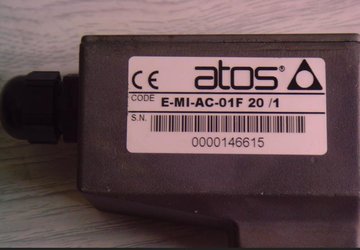 CE atos
CODE E-MI-AC-01F 20 /1
S.N.
0000146615